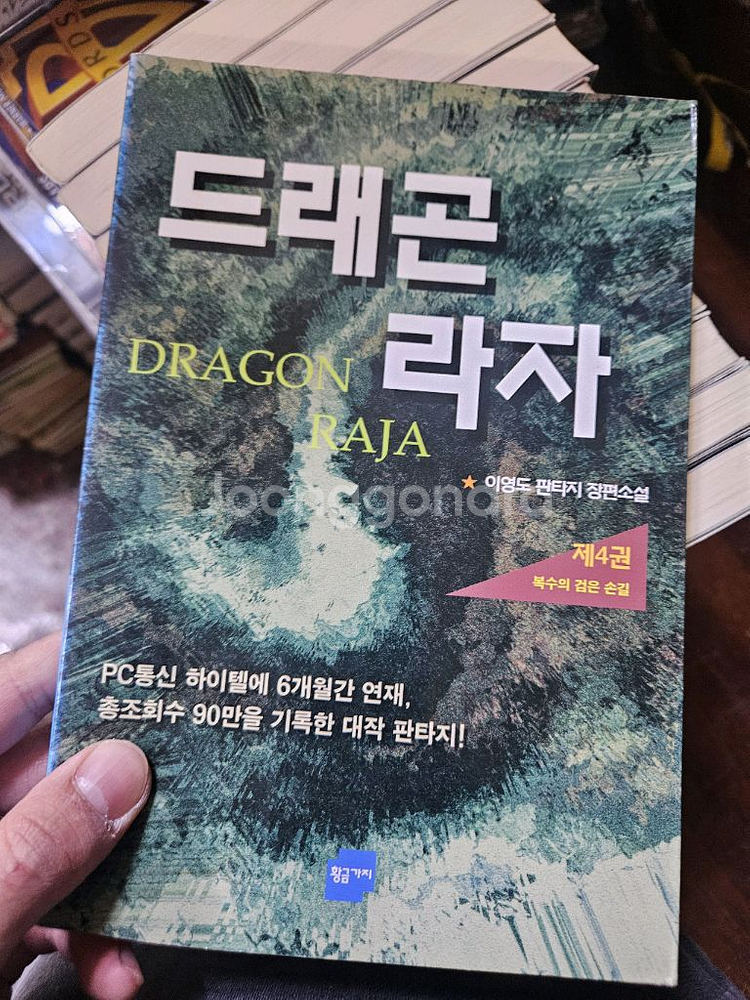 드래곤
라자
DRAGON
RAJA
★ 이영도 판타지 장편소설
joonggonara
제4권
복수의 검은 손길
PC통신 하이텔에 6개월간 연재,
총조회수 90만을 기록한 대작 판타지!
황금가지